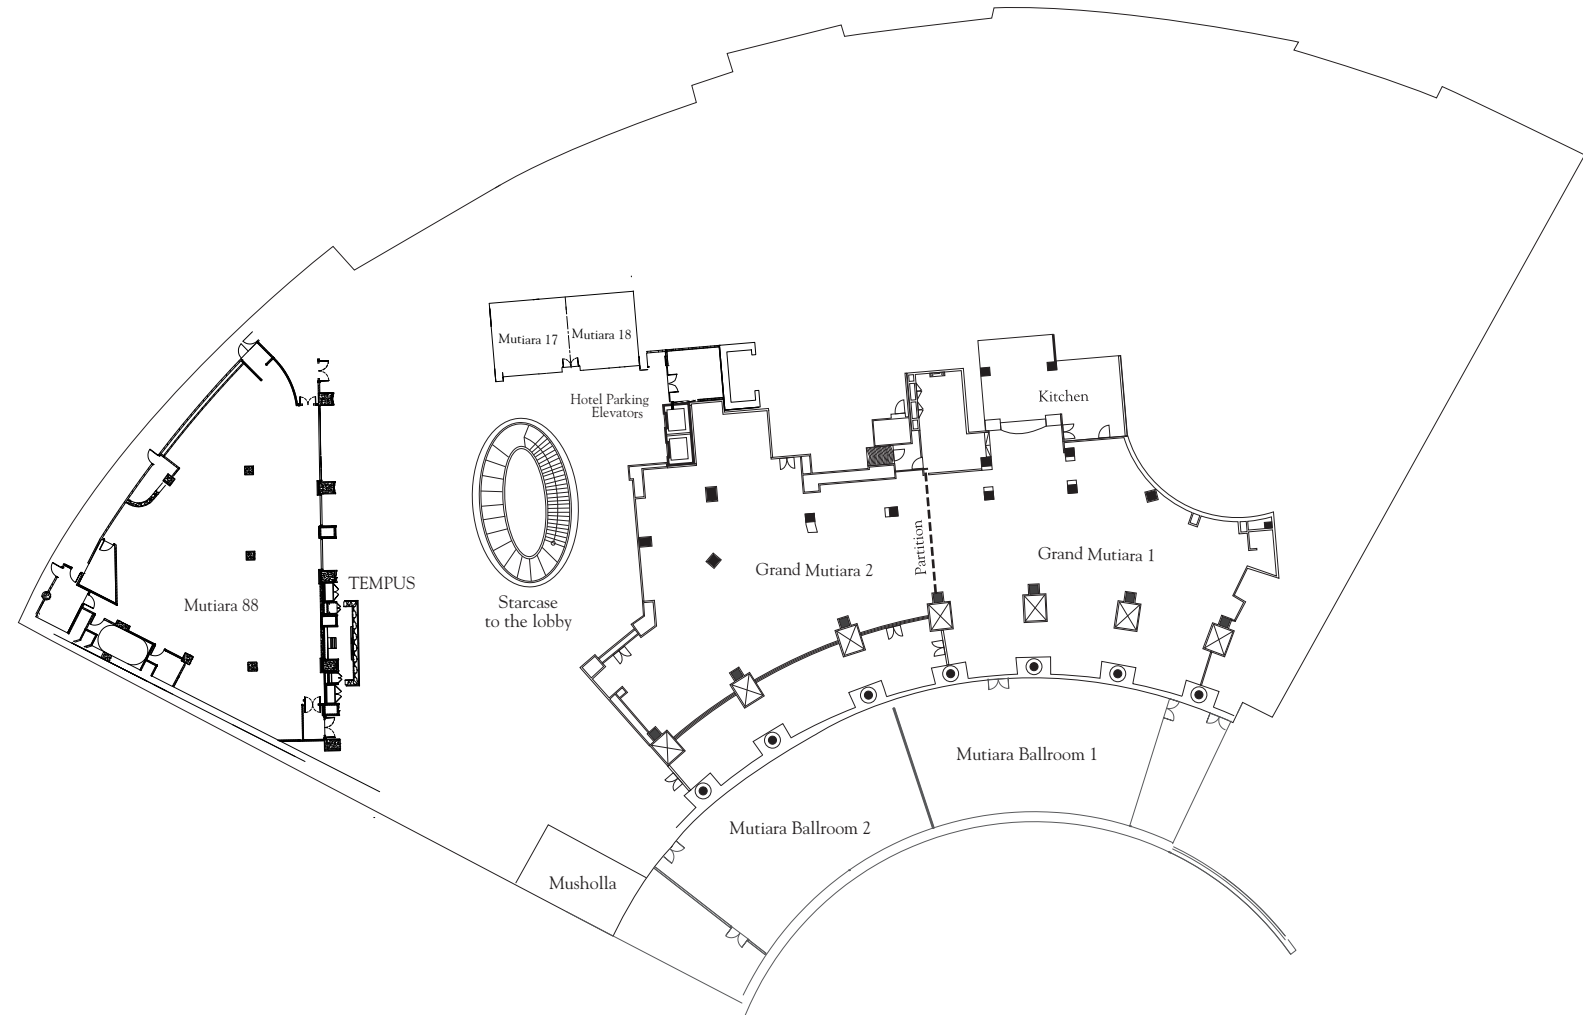 Mutiara 17
Mutiara 18
Hotel Parking
Elevators
Kitchen
Partition
Grand Mutiara 1
Grand Mutiara 2
TEMPUS
Mutiara 88
Starcase
to the lobby
Mutiara Ballroom 1
Mutiara Ballroom 2
Musholla